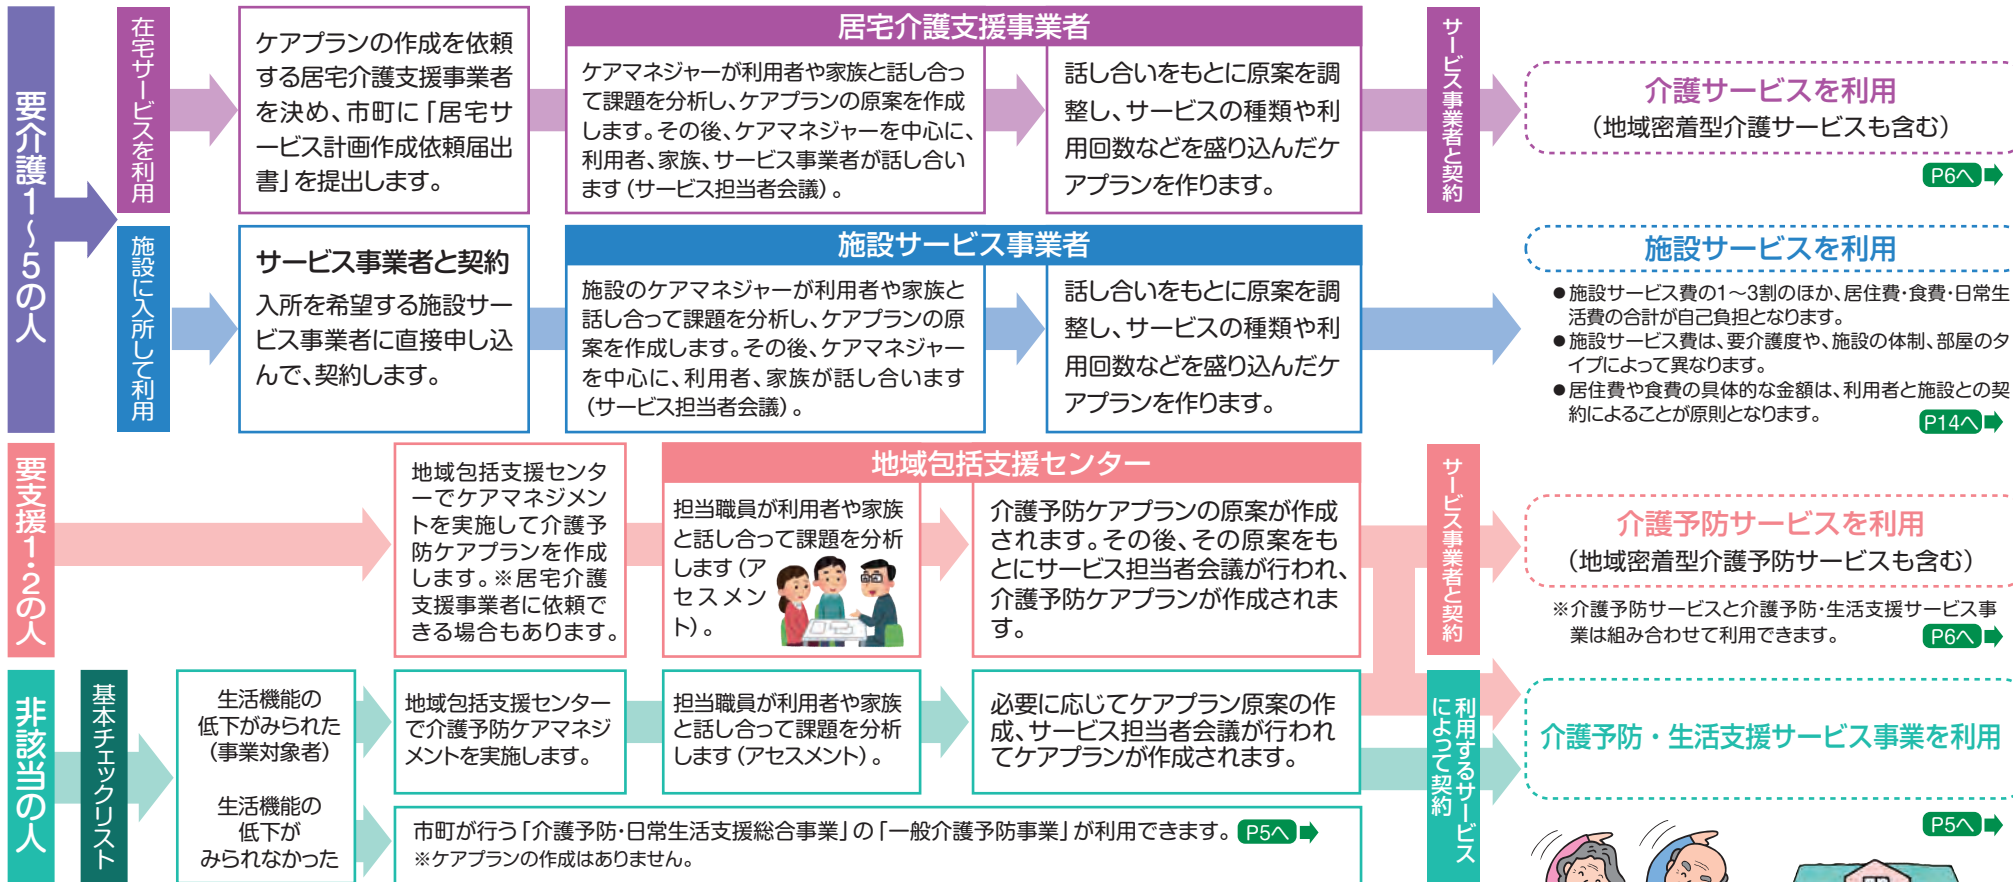 要介護1~5の人
在宅サービスを利用
ケアプランの作成を依頼
する居宅介護支援事業者
を決め、市町に「居宅サ
ービス計画作成依頼届出
書」を提出します。
居宅介護支援事業者
ケアマネジャーが利用者や家族と話し合っ
て課題を分析し、ケアプランの原案を作成
します。その後、ケアマネジャーを中心に、
利用者、家族、サービス事業者が話し合い
ます(サービス担当者会議)。
話し合いをもとに原案を調
整し、サービスの種類や利
用回数などを盛り込んだケ
アプランを作ります。
サービス事業者と契約
介護サービスを利用
(地域密着型介護サービスも含む)
P6へ
施設に入所して利用
サービス事業者と契約
入所を希望する施設サー
ビス事業者に直接申し込
んで、契約します。
施設サービス事業者
施設のケアマネジャーが利用者や家族と
話し合って課題を分析し、ケアプランの原
案を作成します。その後、ケアマネジャー
を中心に、利用者、家族が話し合います
(サービス担当者会議)。
話し合いをもとに原案を調
整し、サービスの種類や利
用回数などを盛り込んだケ
アプランを作ります。
施設サービスを利用
●施設サービス費の1~3割のほか、居住費・食費・日常生
活費の合計が自己負担となります。
●施設サービス費は、要介護度や、施設の体制、部屋のタ
イプによって異なります。
●居住費や食費の具体的な金額は、利用者と施設との契
約によることが原則となります。
P14へ
要支援1・2の人
地域包括支援センタ
ーでケアマネジメン
トを実施して介護予
防ケアプランを作成
します。※居宅介護
支援事業者に依頼で
きる場合もあります。
地域包括支援センター
担当職員が利用者や家族
と話し合って課題を分析
します(ア
セスメン
ト)。
介護予防ケアプランの原案が作成
されます。その後、その原案をも
とにサービス担当者会議が行われ、
介護予防ケアプランが作成されま
す。
サービス事業者と契約
介護予防サービスを利用
(地域密着型介護予防サービスも含む)
※介護予防サービスと介護予防・生活支援サービス事
業は組み合わせて利用できます。
P6へ
非該当の人
基本チェックリスト
生活機能の
低下がみられた
(事業対象者)
地域包括支援センター
で介護予防ケアマネジ
メントを実施します。
担当職員が利用者や家族
と話し合って課題を分析
します(アセスメント)。
必要に応じてケアプラン原案の作
成、サービス担当者会議が行われ
てケアプランが作成されます。
利用するサービス
によって契約
介護予防・生活支援サービス事業を利用
P5へ
生活機能の
低下が
みられなかった
市町が行う「介護予防・日常生活支援総合事業」の「一般介護予防事業」が利用できます。P5へ
※ケアプランの作成はありません。